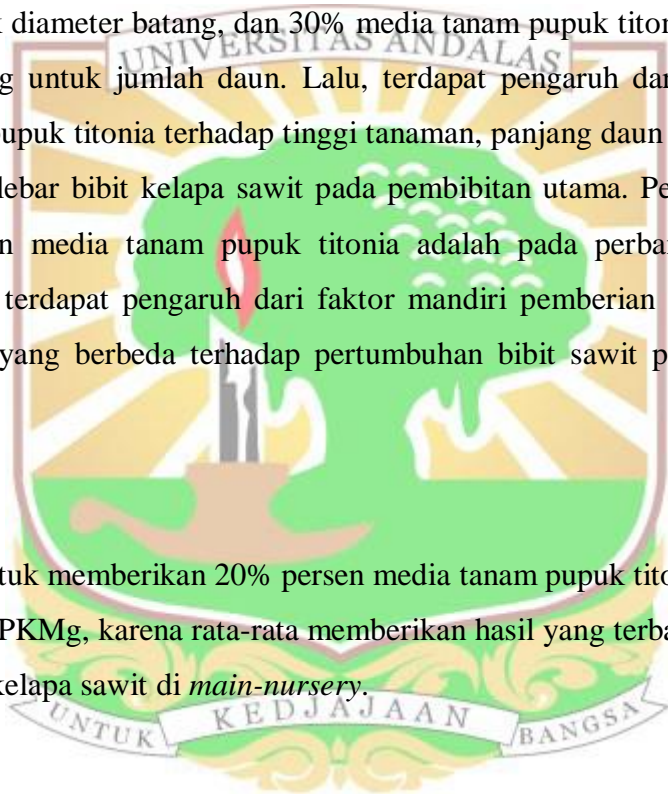 k diameter batang, dan 30% media tanam pupuk titon
UNIVERSITAS ANDALAS
g untuk jumlah daun. Lalu, terdapat pengaruh dar
pupuk titonia terhadap tinggi tanaman, panjang daun
lebar bibit kelapa sawit pada pembibitan utama. Pe
n media tanam pupuk titonia adalah pada perba
terdapat pengaruh dari faktor mandiri pemberian
yang berbeda terhadap pertumbuhan bibit sawit p
tuk memberikan 20% persen media tanam pupuk tito
PKMg, karena rata-rata memberikan hasil yang terba
kelapa sawit di main-nursery.
UNTUK KEDJAJAAN BANGSA